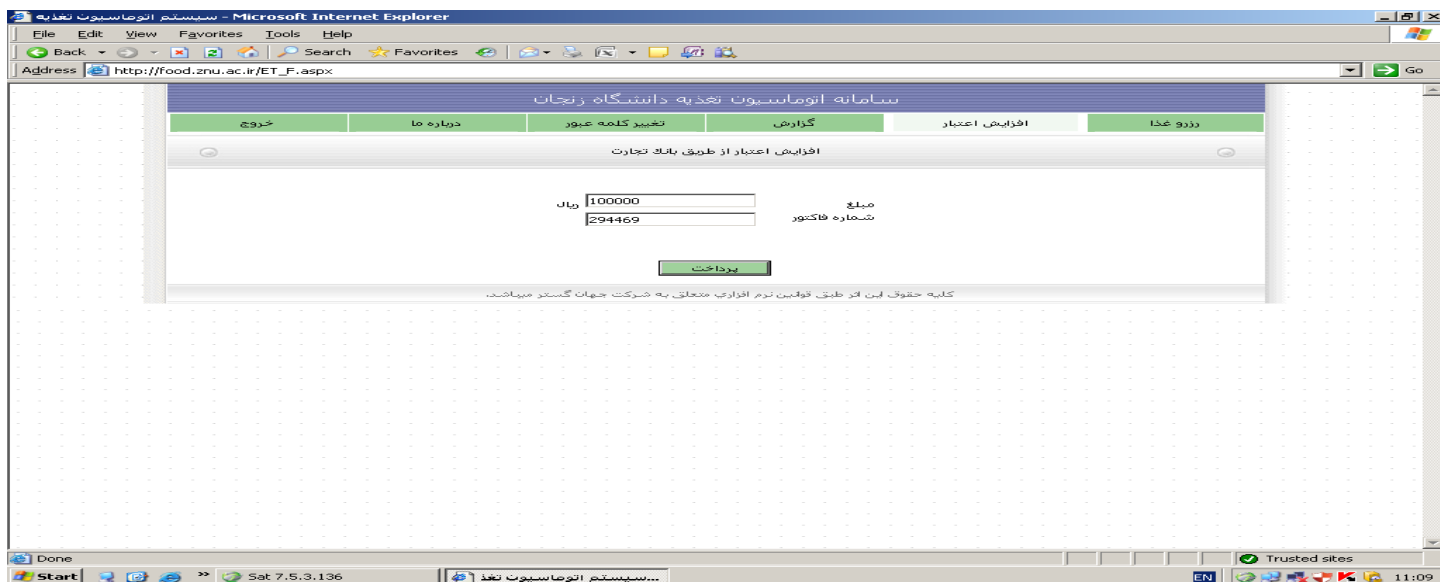 سیستم اتوماسیون تغذیه - Microsoft Internet Explorer
File Edit View Favorites Tools Help
Back Search Favorites
Address http://food.znu.ac.ir/ET_F.aspx Go
سامانه اتوماسیون تغذیه دانشگاه زنجان
رزرو غذا افزایش اعتبار گزارش تغییر کلمه عبور درباره ما خروج
افزایش اعتبار از طریق بانك تجارت
مبلغ 100000 ریال
شماره فاکتور 294469
پرداخت
کلیه حقوق این اثر طبق قوانین نرم افزاری متعلق به شرکت جهان گستر میباشد.
Done Trusted sites
Start Sat 7.5.3.136 سیستم اتوماسیون تغذ... EN 11:09